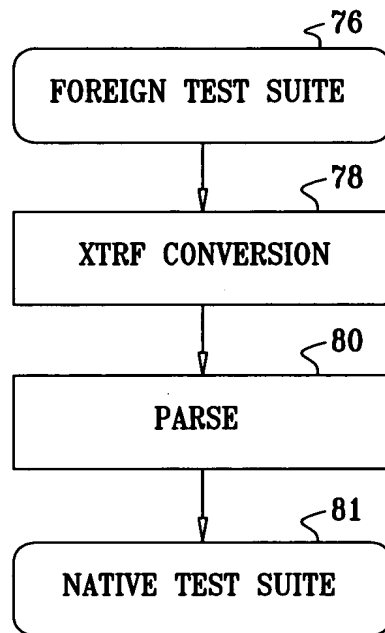 76
FOREIGN TEST SUITE
78
XTRF CONVERSION
80
PARSE
81
NATIVE TEST SUITE